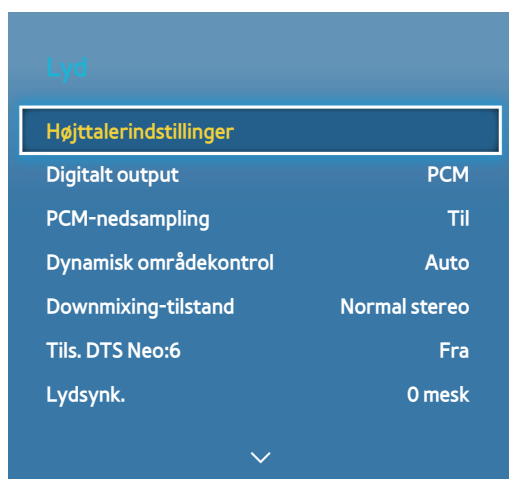 Lyd
Højttalerindstillinger
Digitalt output PCM
PCM-nedsampling Til
Dynamisk områdekontrol Auto
Downmixing-tilstand Normal stereo
Tils. DTS Neo:6 Fra
Lydsynk. 0 mesk